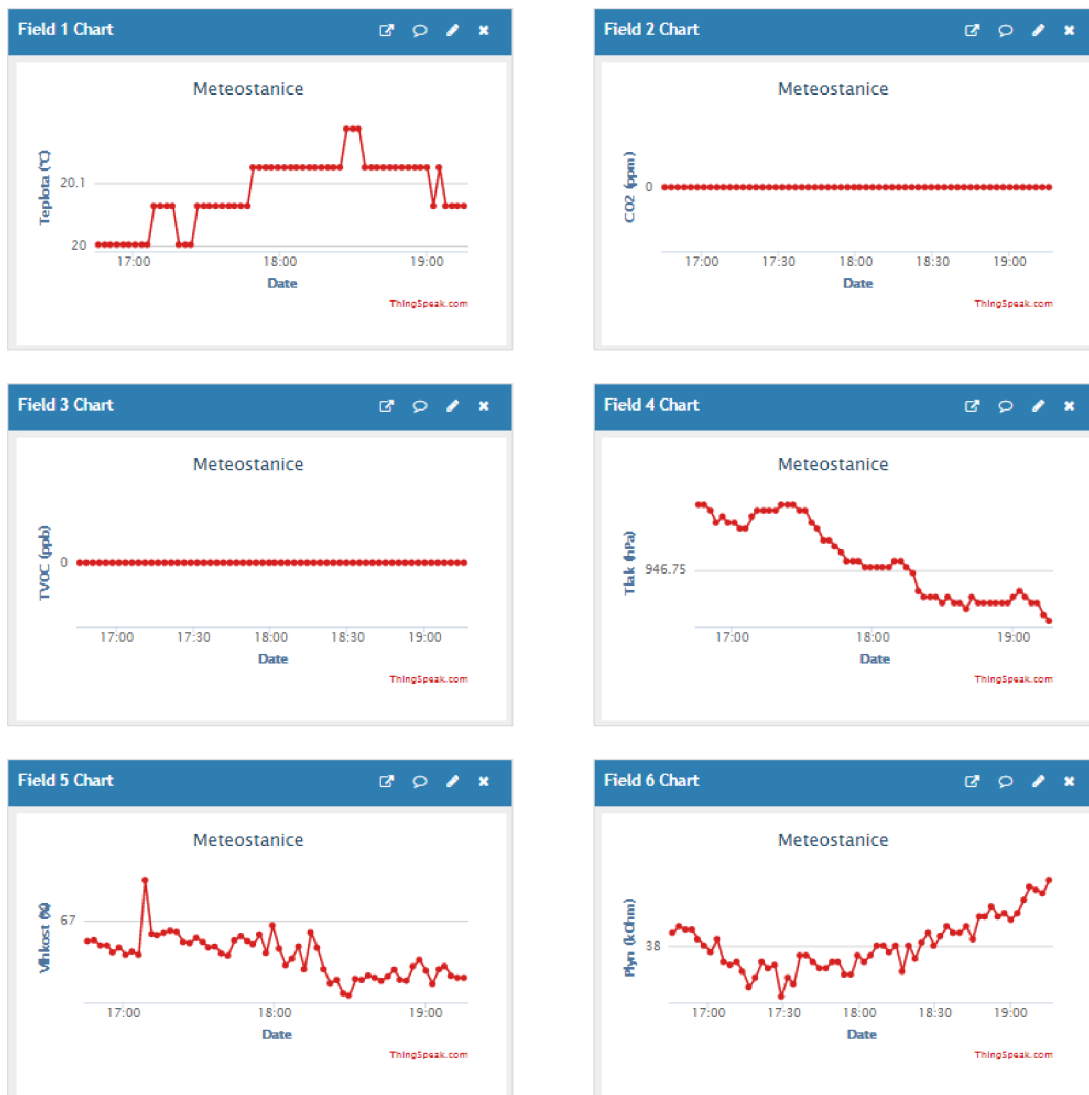 Field 1 Chart
Meteostanice
Teplota (°C)
20.1
20
17:00 18:00 19:00
Date
ThingSpeak.com
Field 2 Chart
Meteostanice
CO2 (ppm)
0
17:00 17:30 18:00 18:30 19:00
Date
ThingSpeak.com
Field 3 Chart
Meteostanice
TVOC (ppb)
0
17:00 17:30 18:00 18:30 19:00
Date
ThingSpeak.com
Field 4 Chart
Meteostanice
Tlak (hPa)
946.75
17:00 18:00 19:00
Date
ThingSpeak.com
Field 5 Chart
Meteostanice
Vlhkost (%)
67
17:00 18:00 19:00
Date
ThingSpeak.com
Field 6 Chart
Meteostanice
Plyn (kOhm)
38
17:00 17:30 18:00 18:30 19:00
Date
ThingSpeak.com